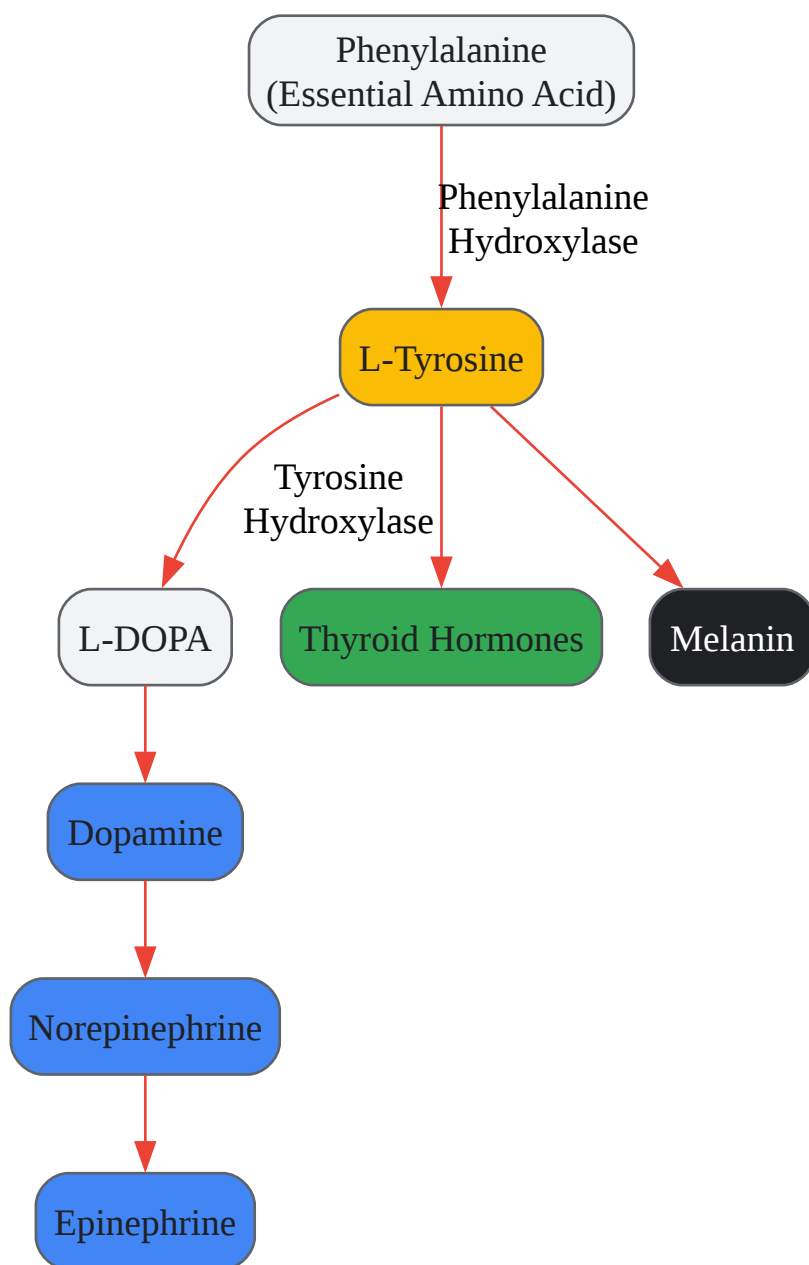 Phenylalanine
(Essential Amino Acid)
Phenylalanine
Hydroxylase
L-Tyrosine
Tyrosine
Hydroxylase
L-DOPA
Thyroid Hormones
Melanin
Dopamine
Norepinephrine
Epinephrine